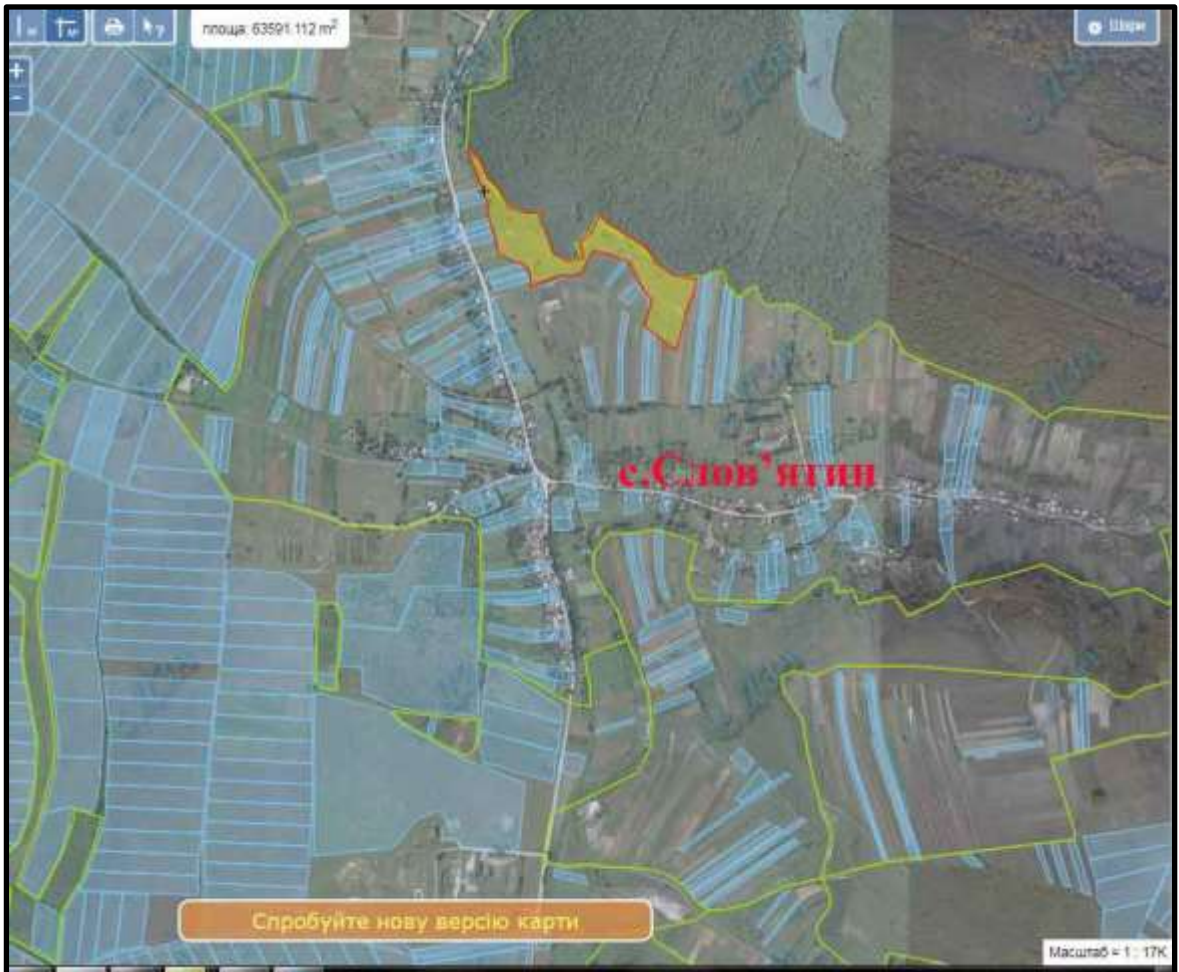 площа: 63591.112 m²
Шари
с.Слов’ятин
Спробуйте нову версію карти
Масштаб = 1 : 17K